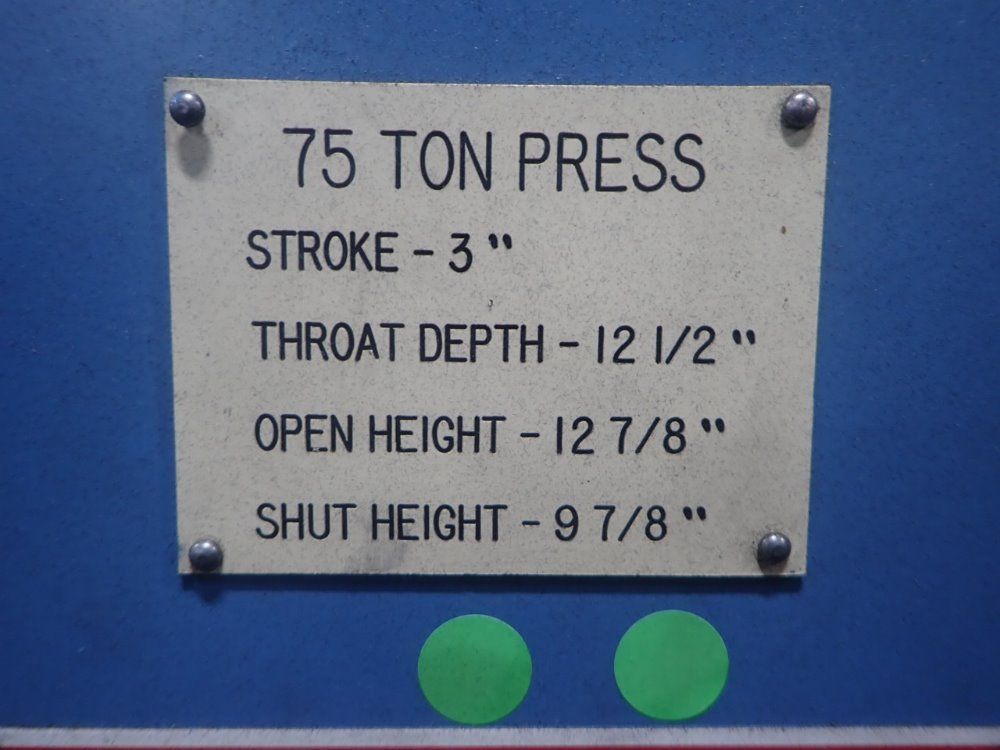 75 TON PRESS
STROKE - 3 "
THROAT DEPTH - 12 1/2 "
OPEN HEIGHT - 12 7/8 "
SHUT HEIGHT - 9 7/8 "